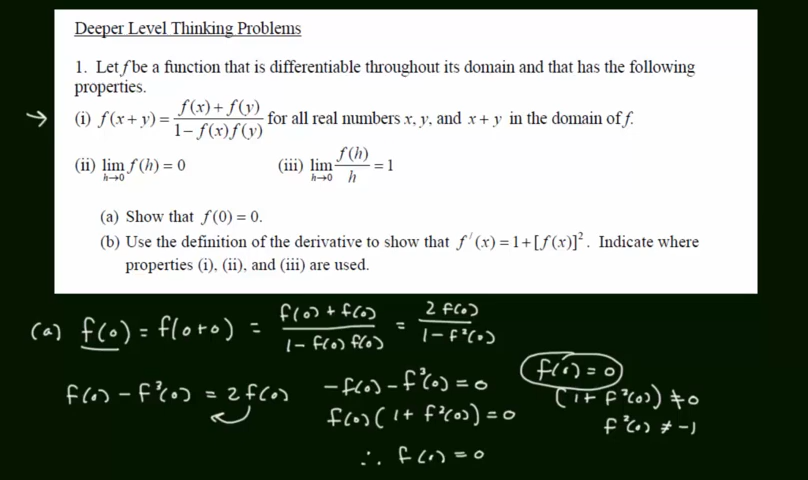 Deeper Level Thinking Problems
1. Let f be a function that is differentiable throughout its domain and that has the following
properties.
→ (i) f(x+y) = (f(x)+f(y))/(1−f(x)f(y)) for all real numbers x, y, and x+y in the domain of f.
(ii) lim h→0 f(h) = 0 (iii) lim h→0 f(h)/h = 1
(a) Show that f(0) = 0.
(b) Use the definition of the derivative to show that f′(x) = 1+[f(x)]². Indicate where
properties (i), (ii), and (iii) are used.
(a) f(0) = f(0+0) = (f(0) + f(0))/(1 − f(0) f(0)) = 2 f(0)/(1 − f²(0))
f(0) − f³(0) = 2 f(0)
− f(0) − f³(0) = 0
f(0) ( 1 + f²(0) ) = 0
∴ f(0) = 0
f(0) = 0
(1 + f²(0)) ≠ 0
f²(0) ≠ −1